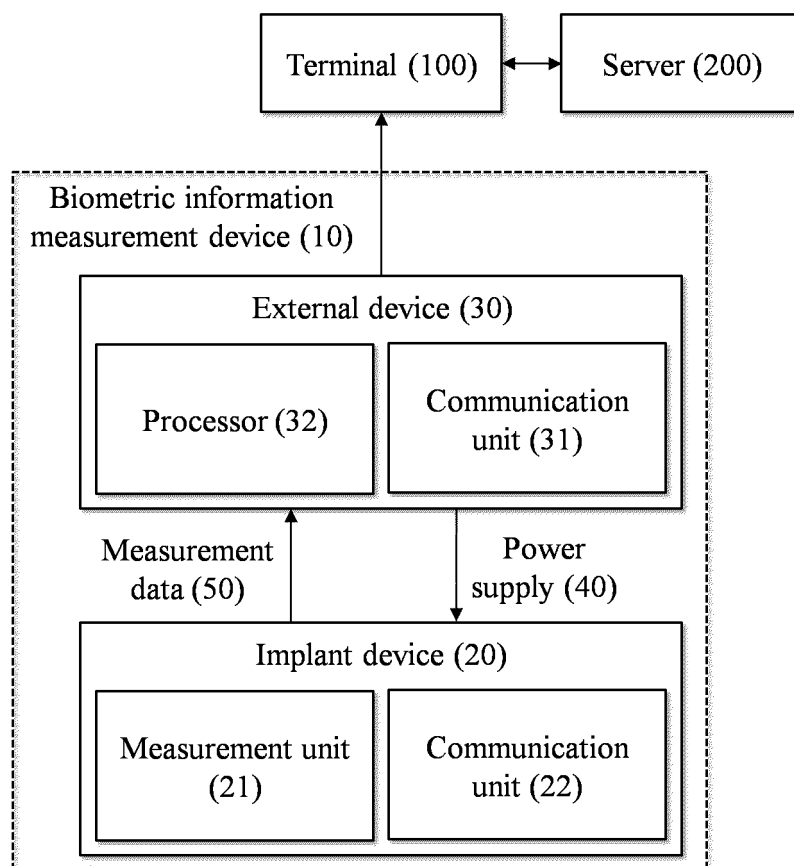 Terminal (100)
Server (200)
Biometric information
measurement device (10)
External device (30)
Processor (32)
Communication
unit (31)
Measurement
data (50)
Power
supply (40)
Implant device (20)
Measurement unit
(21)
Communication
unit (22)